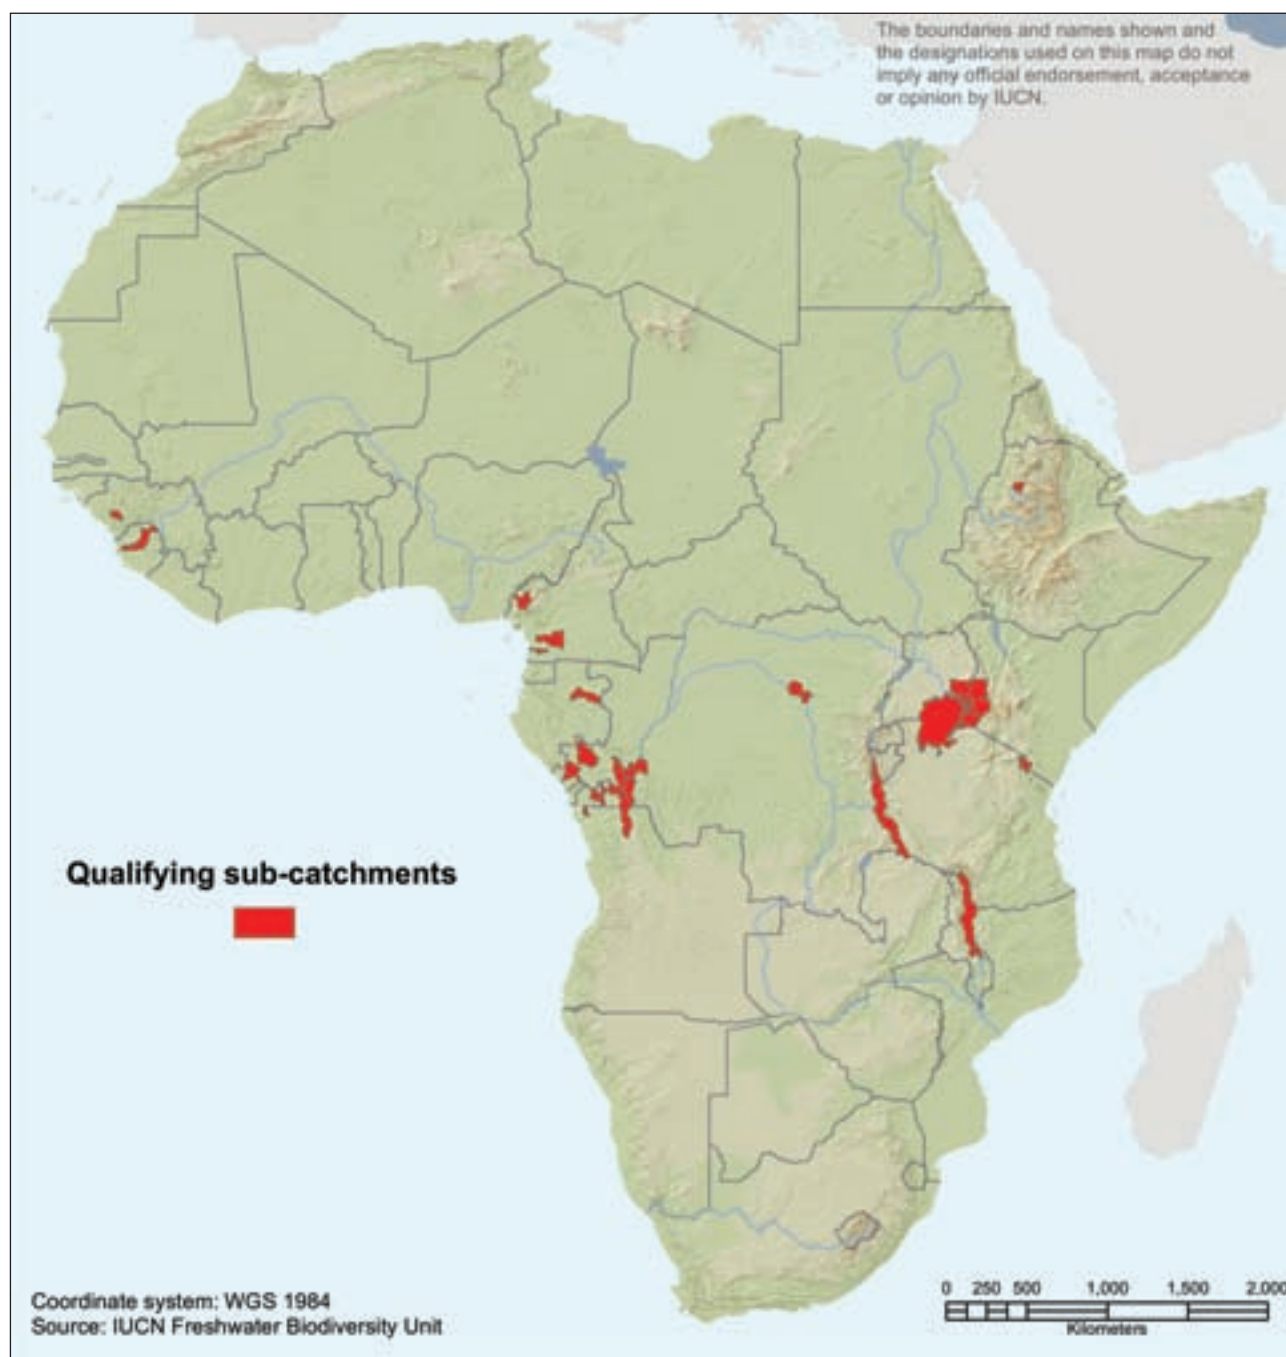 The boundaries and names shown and
the designations used on this map do not
imply any official endorsement, acceptance
or opinion by IUCN.
Qualifying sub-catchments
Coordinate system: WGS 1984
Source: IUCN Freshwater Biodiversity Unit
0 250 500 1,000 1,500 2,000
Kilometers